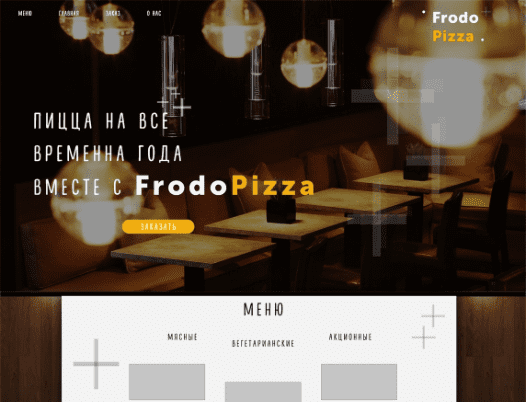 МЕНЮ ГЛАВНАЯ ЗАКАЗ О НАС
Frodo
Pizza
ПИЦЦА НА ВСЕ
ВРЕМЕННА ГОДА
ВМЕСТЕ С FrodoPizza
ЗАКАЗАТЬ
МЕНЮ
МЯСНЫЕ ВЕГЕТАРИАНСКИЕ АКЦИОННЫЕ